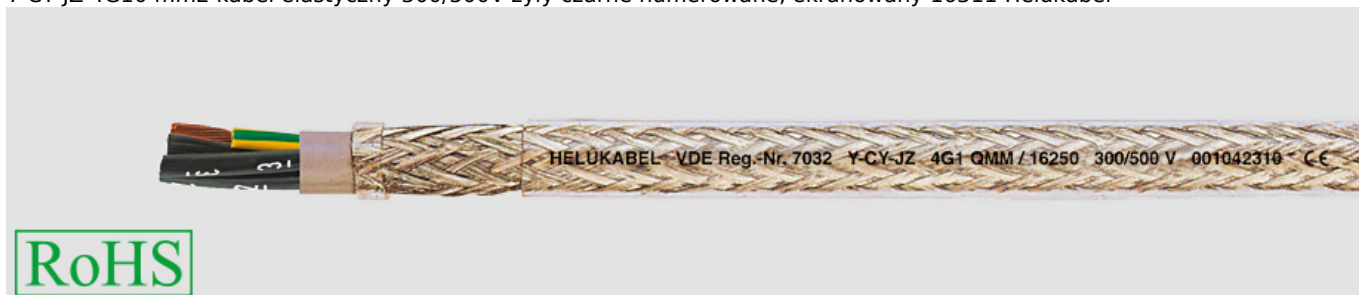 Y-CY-JZ 4G10 mm2 kabel elastyczny 300/500V żyły czarne numerowane, ekranowany 16311 Helukabel
HELUKABEL VDE Reg.-Nr. 7032 Y-CY-JZ 4G1 QMM / 16250 300/500 V 001042310 CE
3
RoHS